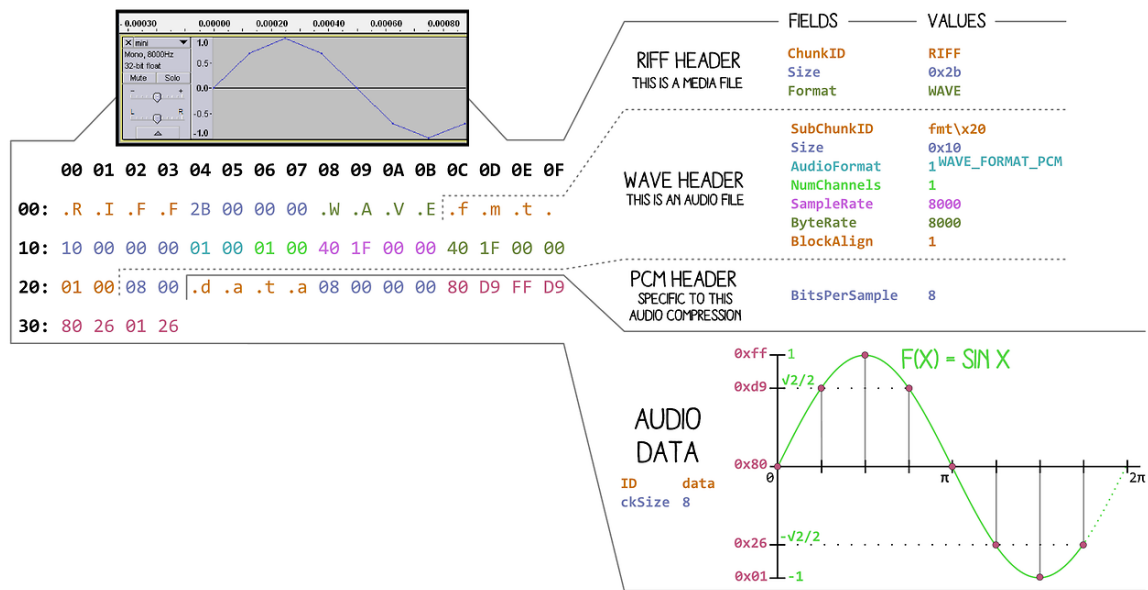 - 0.00030 0.00000 0.00020 0.00040 0.00060 0.00080
× mini ▼
Mono, 8000Hz
32-bit float
Mute Solo
- +
L R
1.0
0.5-
0.0-
-0.5-
-1.0
FIELDS VALUES
RIFF HEADER
THIS IS A MEDIA FILE
ChunkID RIFF
Size 0x2b
Format WAVE
WAVE HEADER
THIS IS AN AUDIO FILE
SubChunkID fmt\x20
Size 0x10
AudioFormat 1 WAVE_FORMAT_PCM
NumChannels 1
SampleRate 8000
ByteRate 8000
BlockAlign 1
PCM HEADER
SPECIFIC TO THIS
AUDIO COMPRESSION
BitsPerSample 8
00 01 02 03 04 05 06 07 08 09 0A 0B 0C 0D 0E 0F
00: .R .I .F .F 2B 00 00 00 .W .A .V .E .f .m .t .
10: 10 00 00 00 01 00 01 00 40 1F 00 00 40 1F 00 00
20: 01 00 08 00 .d .a .t .a 08 00 00 00 80 D9 FF D9
30: 80 26 01 26
AUDIO
DATA
ID data
ckSize 8
F(X) = SIN X
0xff 1
0xd9 √2/2
0x80
0 π 2π
0x26 -√2/2
0x01 -1